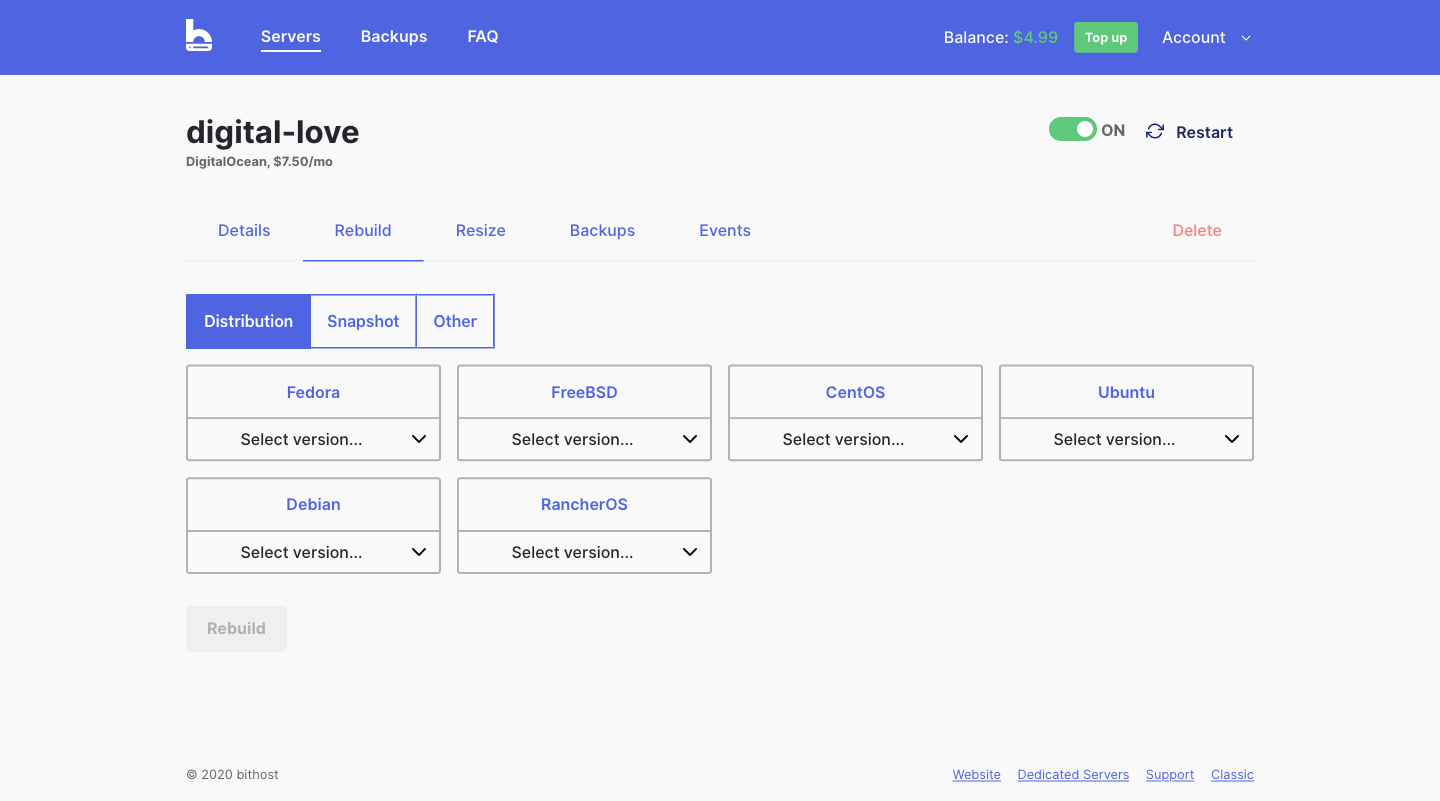 Servers Backups FAQ Balance: $4.99 Top up Account
digital-love ON Restart
DigitalOcean, $7.50/mo
Details Rebuild Resize Backups Events Delete
Distribution Snapshot Other
Fedora FreeBSD CentOS Ubuntu
Select version... Select version... Select version... Select version...
Debian RancherOS
Select version... Select version...
Rebuild
© 2020 bithost Website Dedicated Servers Support Classic